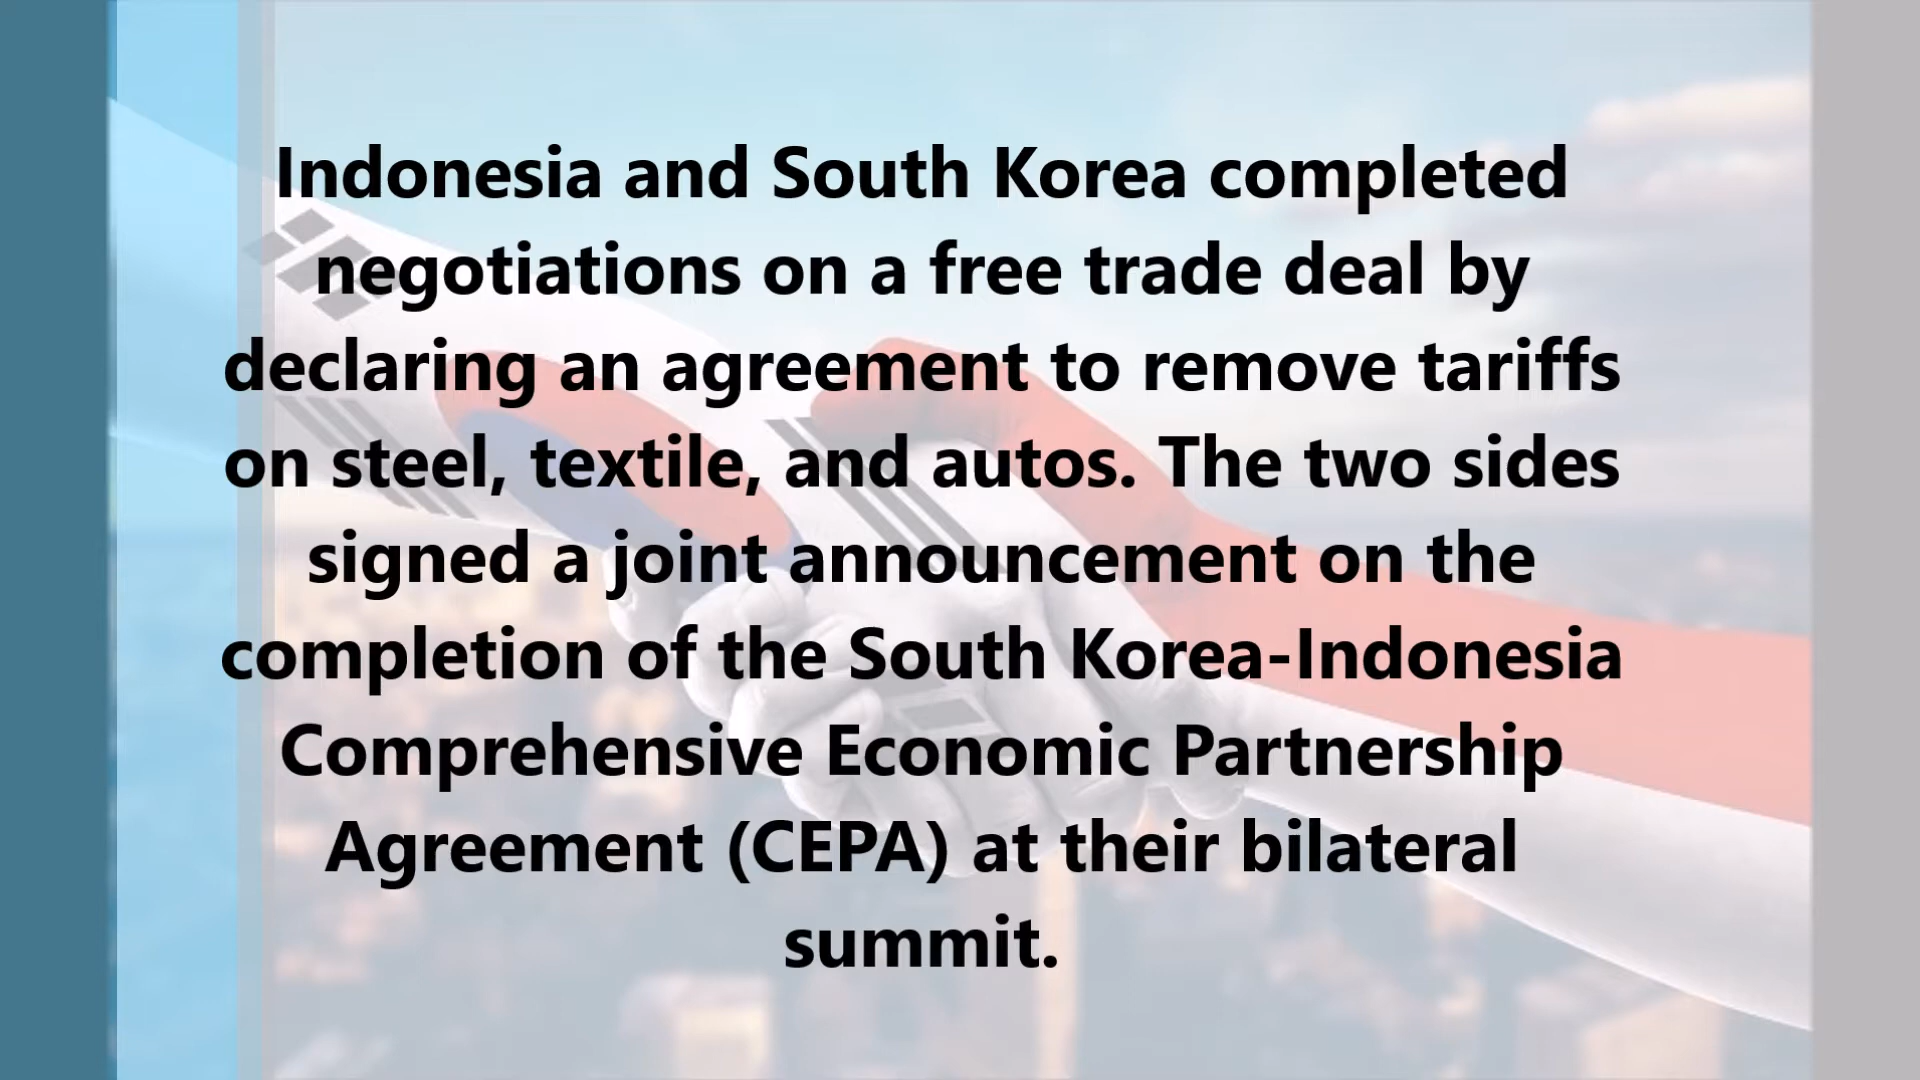 Indonesia and South Korea completed
negotiations on a free trade deal by
declaring an agreement to remove tariffs
on steel, textile, and autos. The two sides
signed a joint announcement on the
completion of the South Korea-Indonesia
Comprehensive Economic Partnership
Agreement (CEPA) at their bilateral
summit.